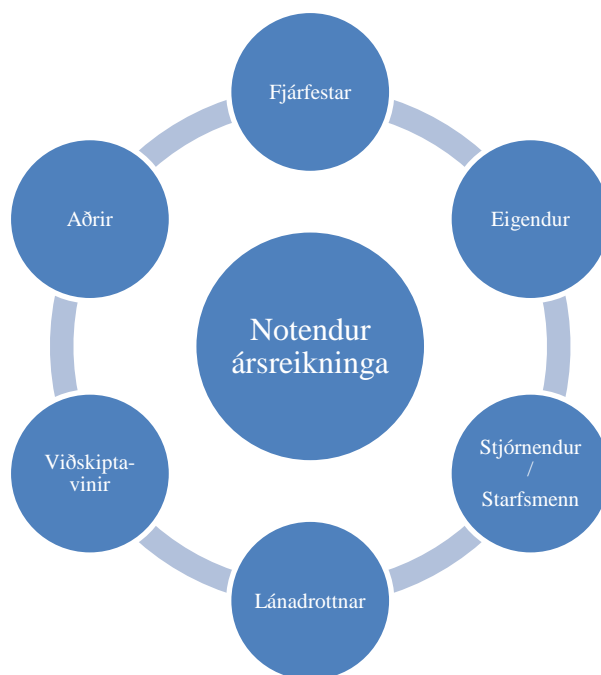 Fjárfestar
Eigendur
Stjórnendur
/
Starfsmenn
Lánadrottnar
Viðskipta-
vinir
Aðrir
Notendur
ársreikninga